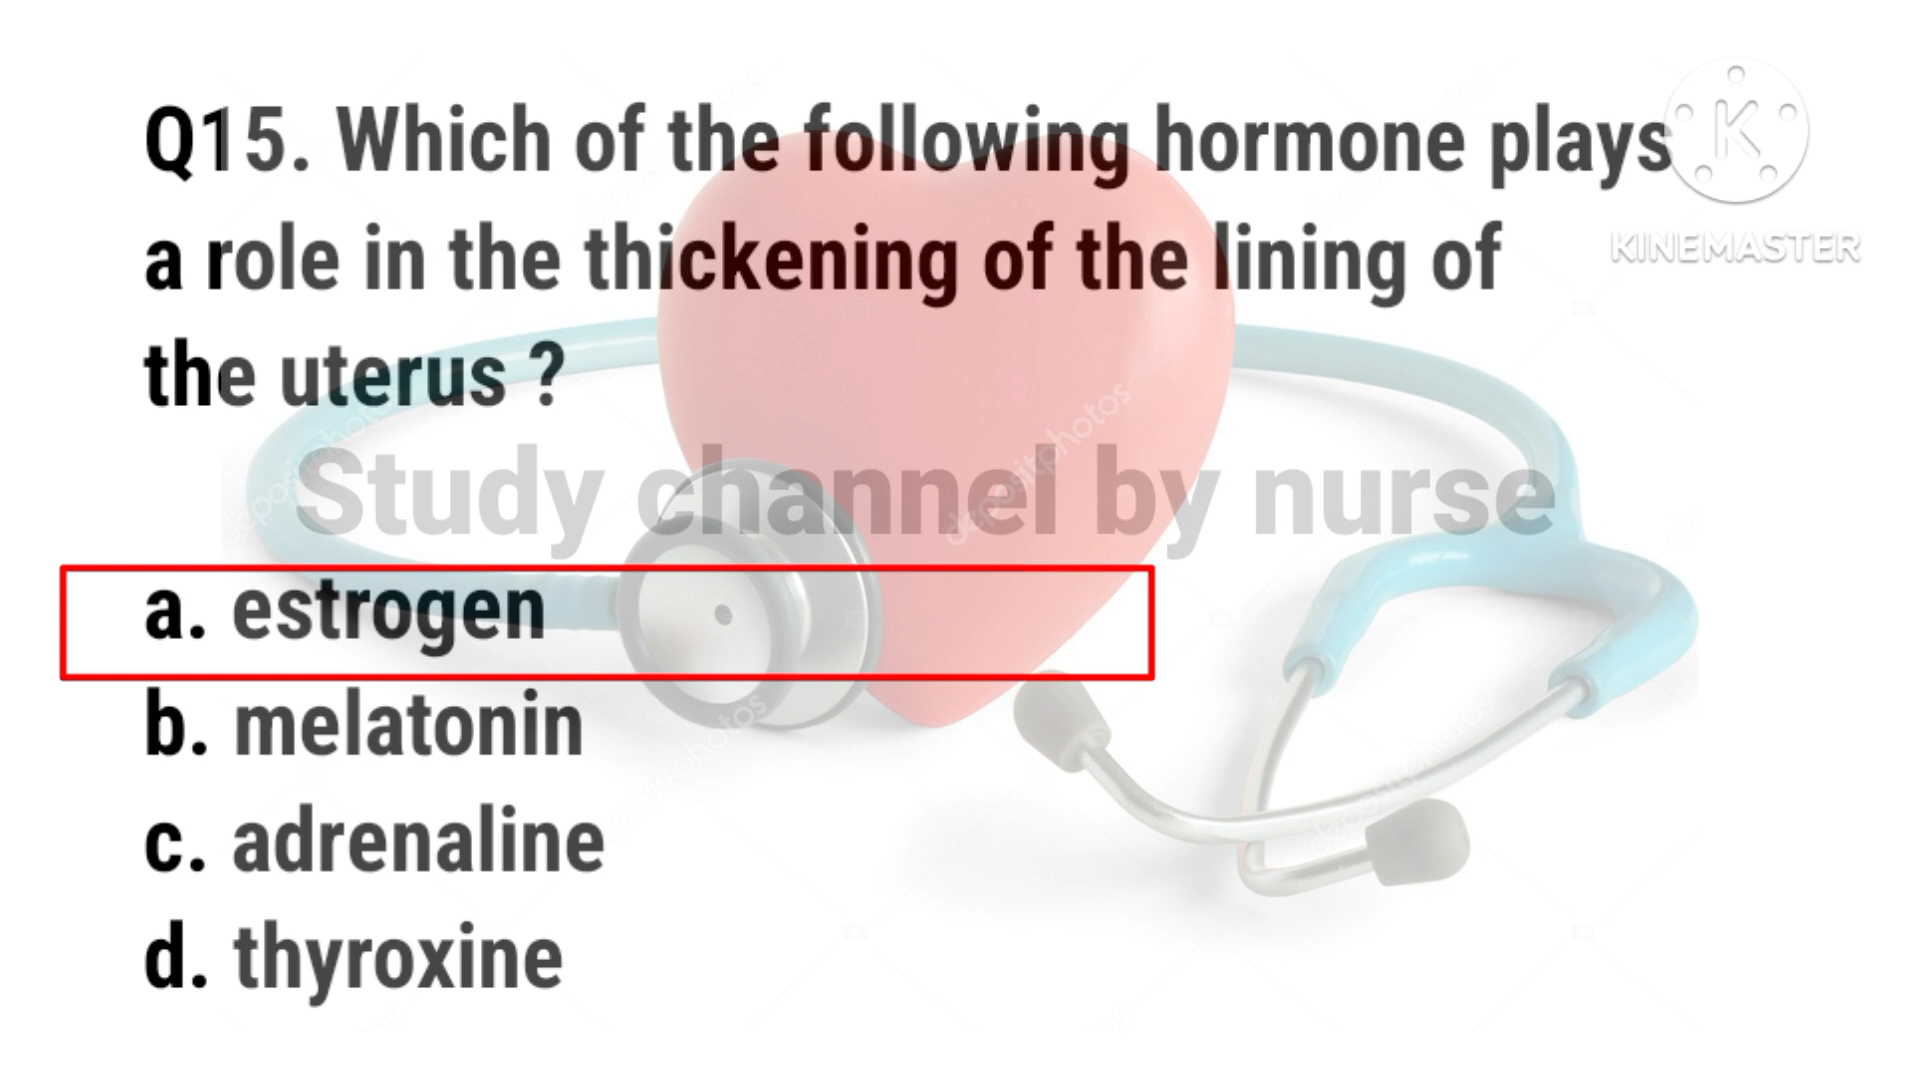 Q15. Which of the following hormone plays
a role in the thickening of the lining of
the uterus ?
KINEMASTER
Study channel by nurse
a. estrogen
b. melatonin
c. adrenaline
d. thyroxine
depositphotos